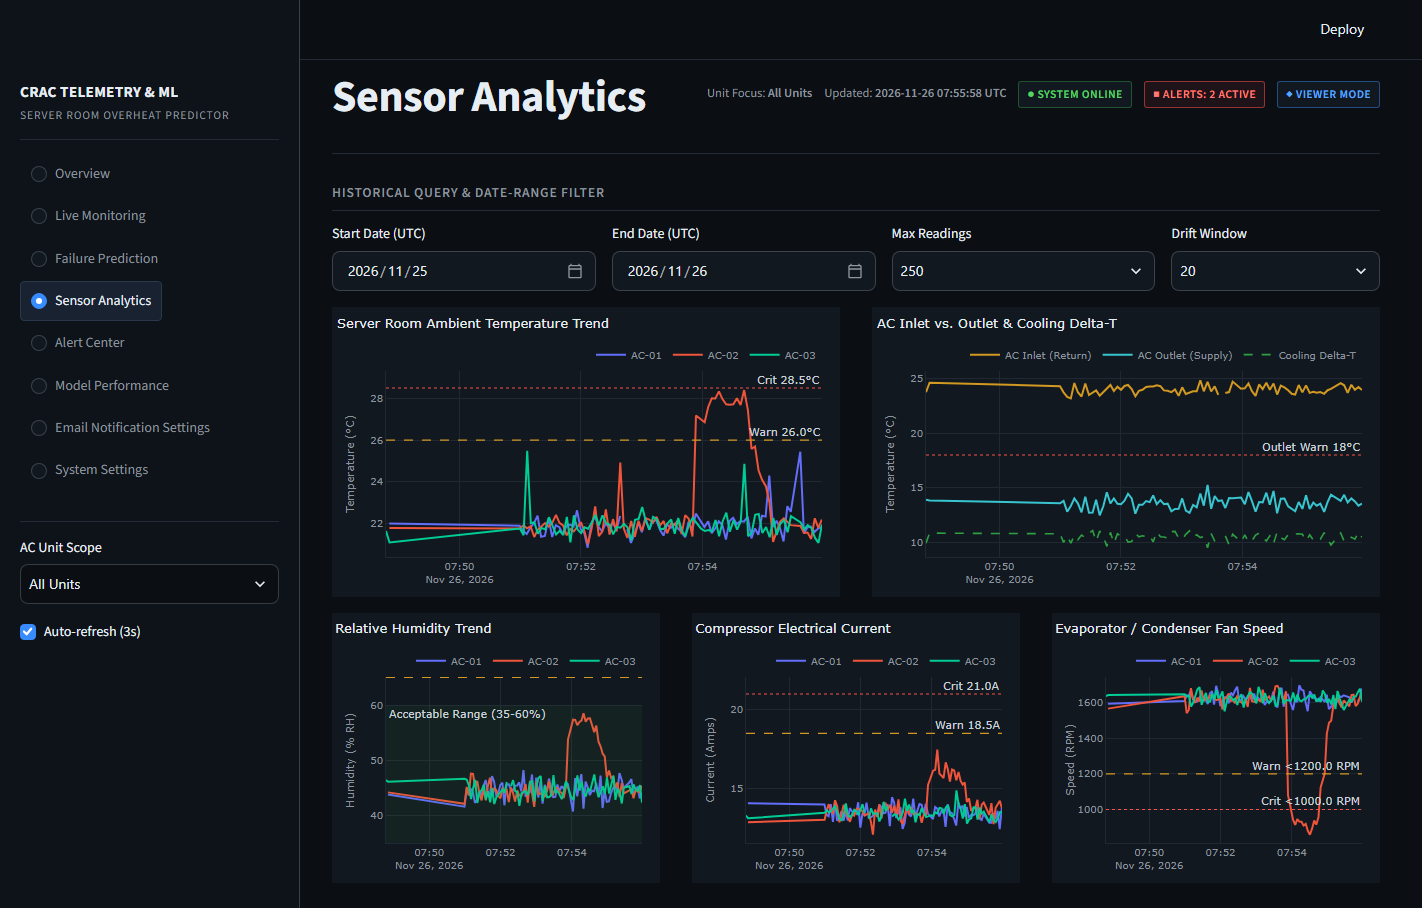 Deploy
CRAC TELEMETRY & ML
SERVER ROOM OVERHEAT PREDICTOR
Overview
Live Monitoring
Failure Prediction
Sensor Analytics
Alert Center
Model Performance
Email Notification Settings
System Settings
AC Unit Scope
All Units
Auto-refresh (3s)
Sensor Analytics
Unit Focus: All Units Updated: 2026-11-26 07:55:58 UTC
SYSTEM ONLINE
ALERTS: 2 ACTIVE
VIEWER MODE
HISTORICAL QUERY & DATE-RANGE FILTER
Start Date (UTC)
2026/11/25
End Date (UTC)
2026/11/26
Max Readings
250
Drift Window
20
Server Room Ambient Temperature Trend
AC-01 AC-02 AC-03
Crit 28.5°C
Warn 26.0°C
Temperature (°C)
28
26
24
22
07:50 07:52 07:54
Nov 26, 2026
AC Inlet vs. Outlet & Cooling Delta-T
AC Inlet (Return) AC Outlet (Supply) Cooling Delta-T
Outlet Warn 18°C
Temperature (°C)
25
20
15
10
07:50 07:52 07:54
Nov 26, 2026
Relative Humidity Trend
AC-01 AC-02 AC-03
Acceptable Range (35-60%)
Humidity (% RH)
60
50
40
07:50 07:52 07:54
Nov 26, 2026
Compressor Electrical Current
AC-01 AC-02 AC-03
Crit 21.0A
Warn 18.5A
Current (Amps)
20
15
07:50 07:52 07:54
Nov 26, 2026
Evaporator / Condenser Fan Speed
AC-01 AC-02 AC-03
Warn <1200.0 RPM
Crit <1000.0 RPM
Speed (RPM)
1600
1400
1200
1000
07:50 07:52 07:54
Nov 26, 2026